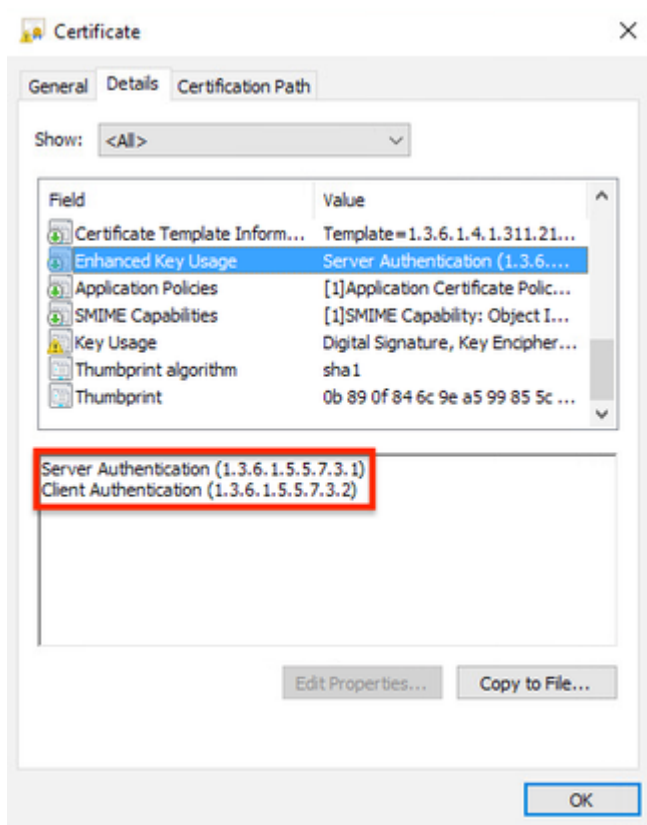 Certificate
General Details Certification Path
Show: <All>
Field Value
Certificate Template Inform... Template=1.3.6.1.4.1.311.21...
Enhanced Key Usage Server Authentication (1.3.6....
Application Policies [1]Application Certificate Polic...
SMIME Capabilities [1]SMIME Capability: Object I...
Key Usage Digital Signature, Key Encipher...
Thumbprint algorithm sha1
Thumbprint 0b 89 0f 84 6c 9e a5 99 85 5c ...
Server Authentication (1.3.6.1.5.5.7.3.1)
Client Authentication (1.3.6.1.5.5.7.3.2)
Edit Properties... Copy to File...
OK